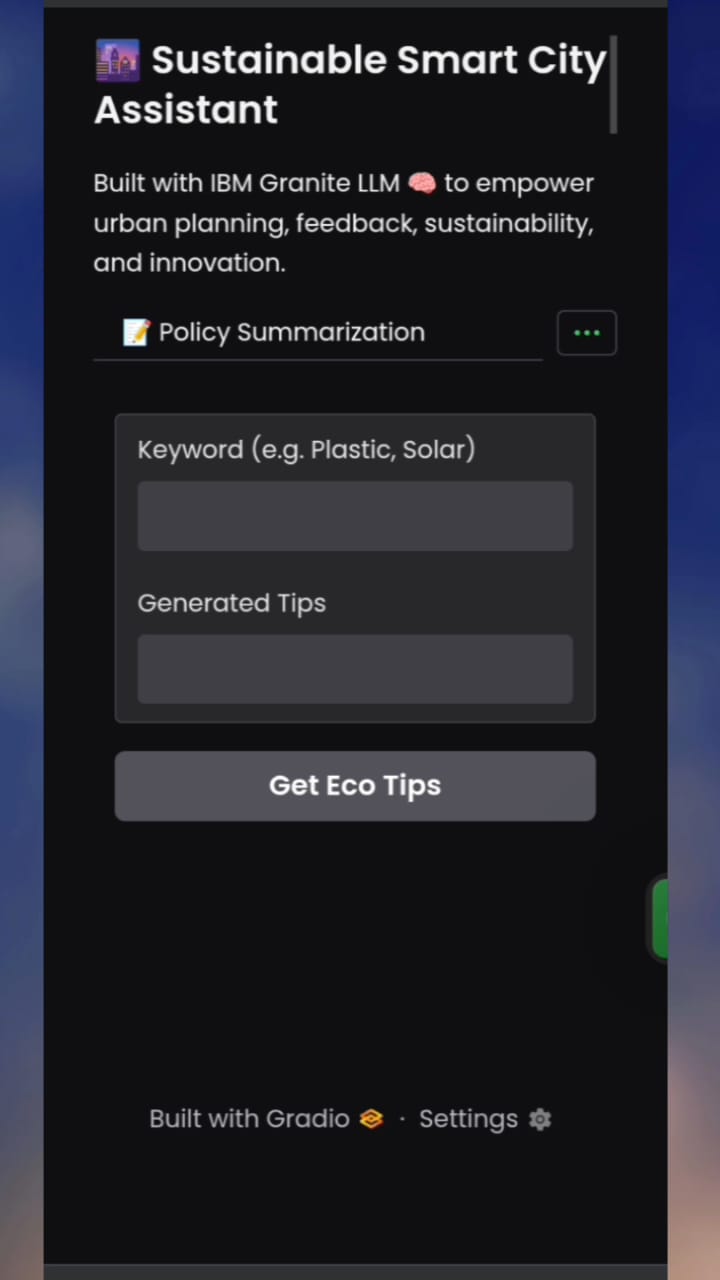 🌆 Sustainable Smart City
Assistant
Built with IBM Granite LLM 🧠 to empower
urban planning, feedback, sustainability,
and innovation.
📝 Policy Summarization
Keyword (e.g. Plastic, Solar)
Generated Tips
Get Eco Tips
Built with Gradio · Settings